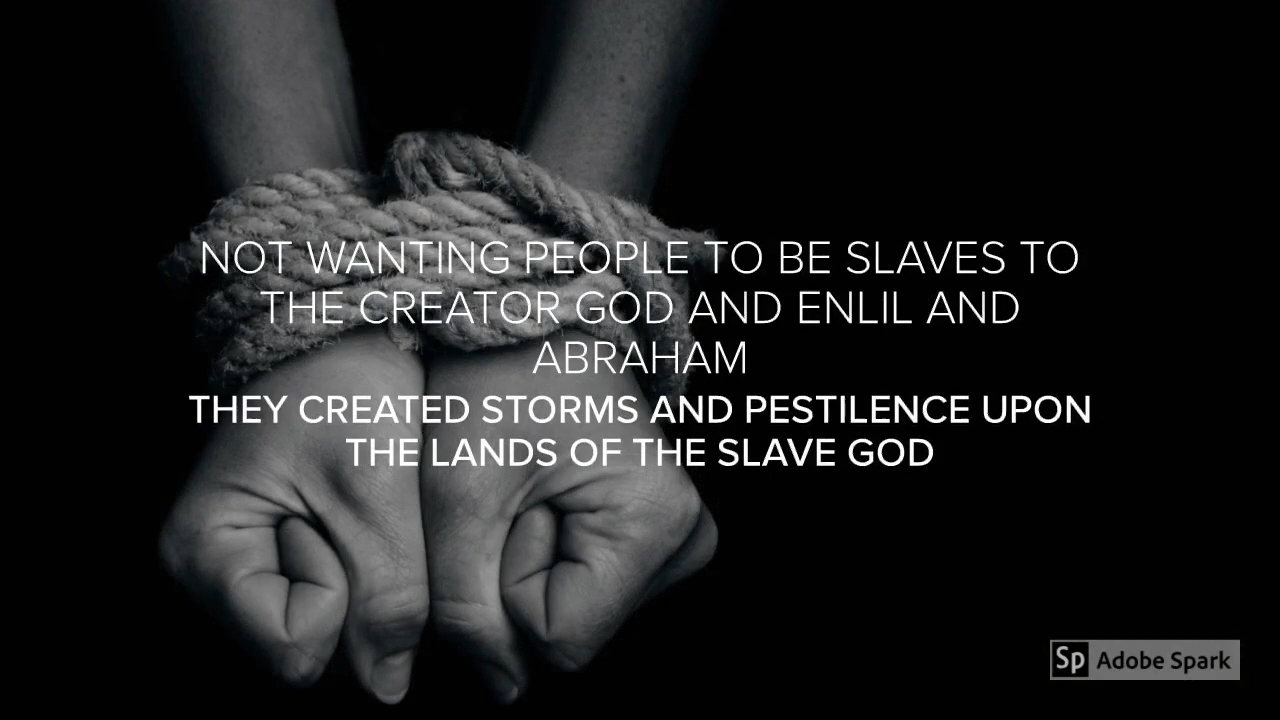 NOT WANTING PEOPLE TO BE SLAVES TO
THE CREATOR GOD AND ENLIL AND
ABRAHAM
THEY CREATED STORMS AND PESTILENCE UPON
THE LANDS OF THE SLAVE GOD
Sp Adobe Spark